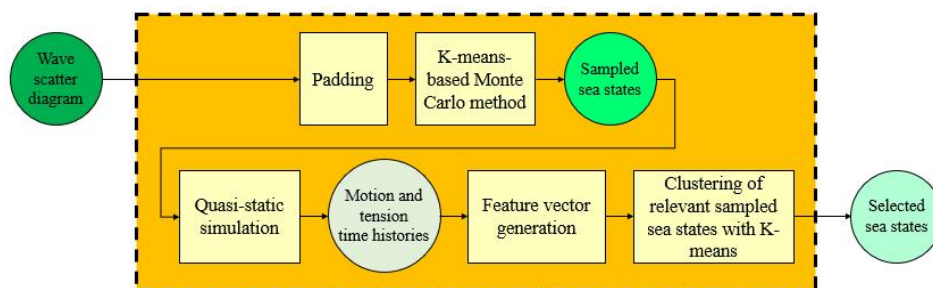 Wave
scatter
diagram
Padding
K-means-
based Monte
Carlo method
Sampled
sea states
Quasi-static
simulation
Motion and
tension
time histories
Feature vector
generation
Clustering of
relevant sampled
sea states with K-
means
Selected
sea states